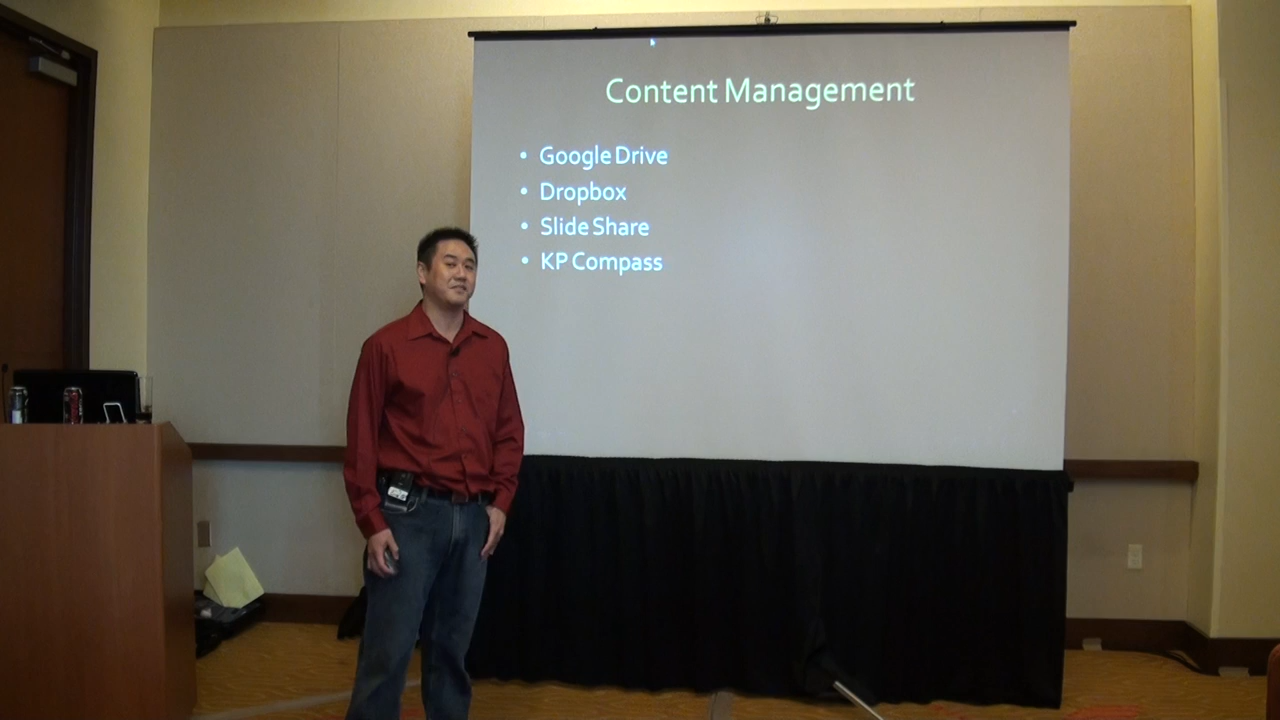 Content Management
• Google Drive
• Dropbox
• Slide Share
• KP Compass